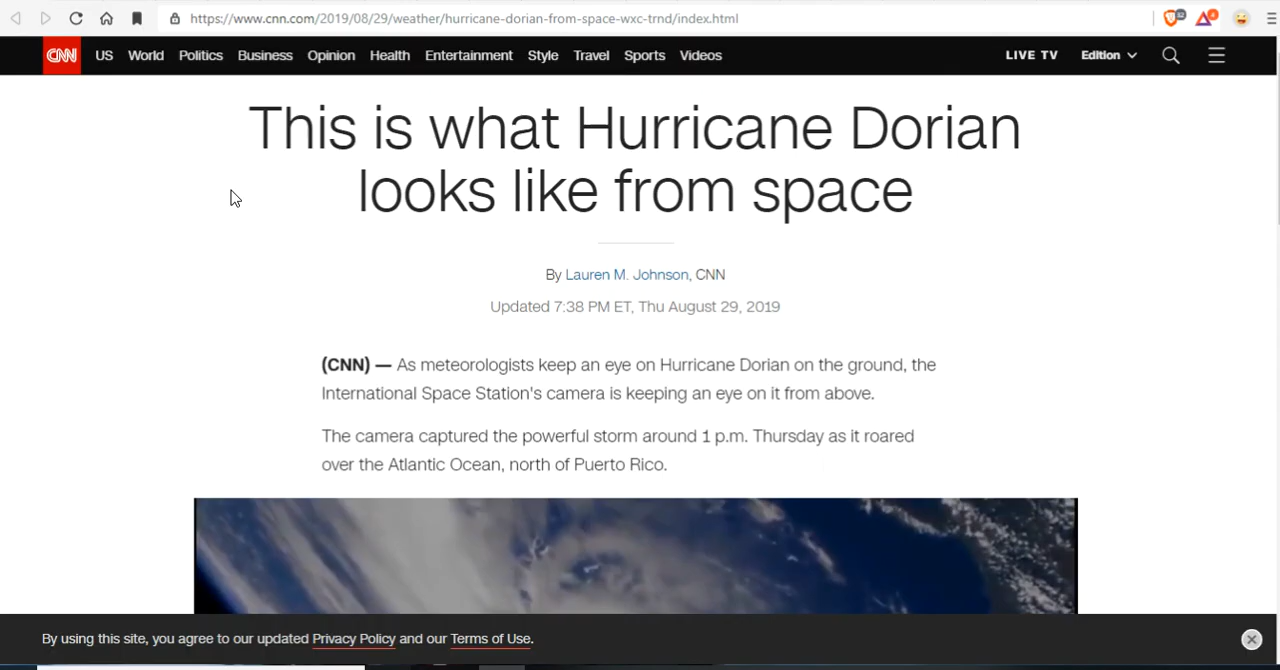 https://www.cnn.com/2019/08/29/weather/hurricane-dorian-from-space-wxc-trnd/index.html
CNN US World Politics Business Opinion Health Entertainment Style Travel Sports Videos LIVE TV Edition
This is what Hurricane Dorian
looks like from space
By Lauren M. Johnson, CNN
Updated 7:38 PM ET, Thu August 29, 2019
(CNN) — As meteorologists keep an eye on Hurricane Dorian on the ground, the
International Space Station's camera is keeping an eye on it from above.
The camera captured the powerful storm around 1 p.m. Thursday as it roared
over the Atlantic Ocean, north of Puerto Rico.
By using this site, you agree to our updated Privacy Policy and our Terms of Use.